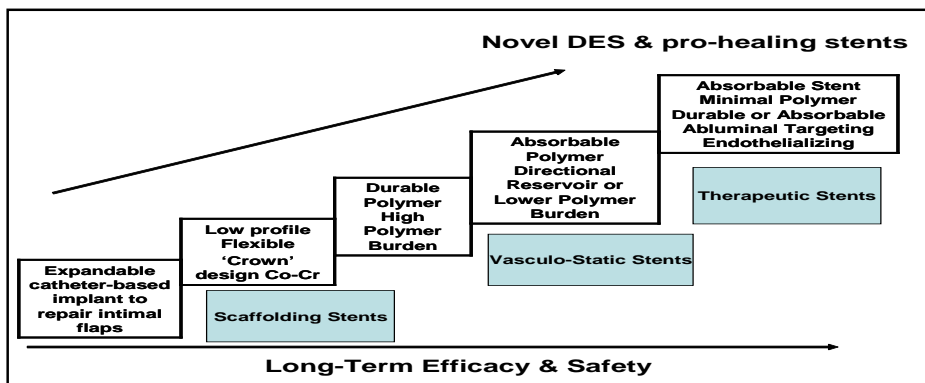 Novel DES & pro-healing stents
Absorbable Stent
Minimal Polymer
Durable or Absorbable
Abluminal Targeting
Endothelializing
Absorbable
Polymer
Directional
Reservoir or
Lower Polymer
Burden
Therapeutic Stents
Durable
Polymer
High
Polymer
Burden
Low profile
Flexible
‘Crown’
design Co-Cr
Vasculo-Static Stents
Expandable
catheter-based
implant to
repair intimal
flaps
Scaffolding Stents
Long-Term Efficacy & Safety